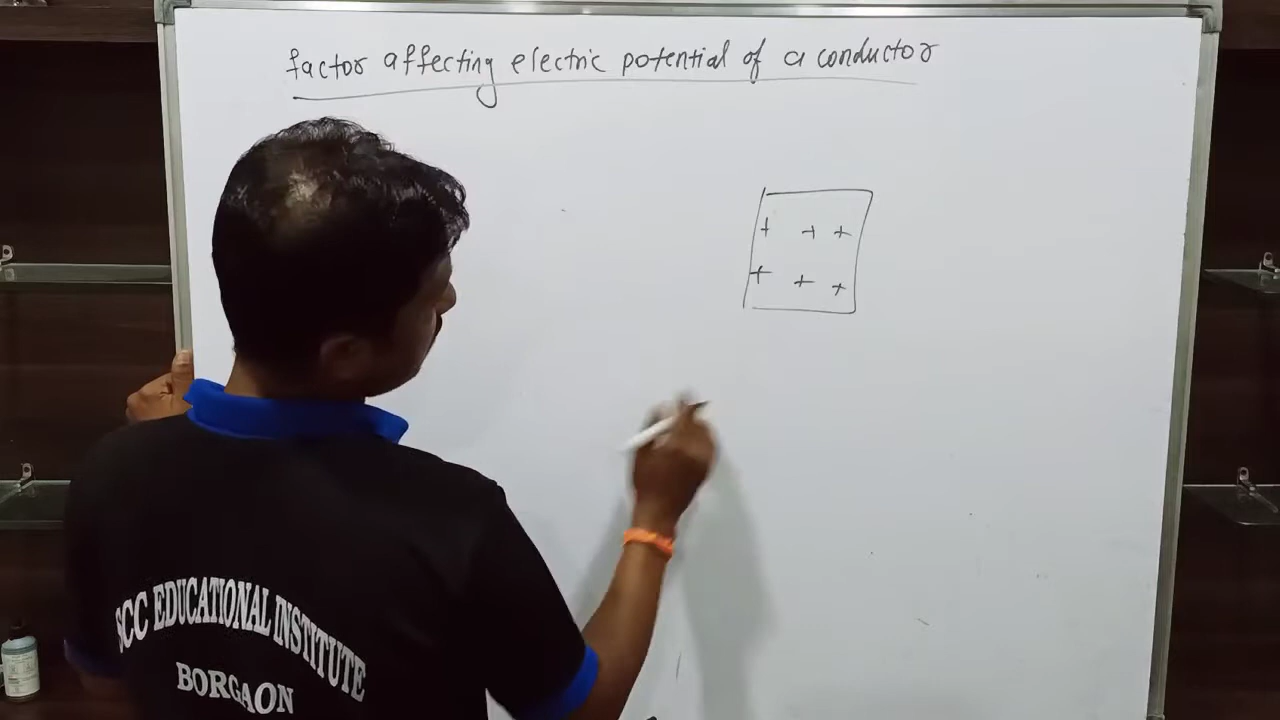 factor affecting electric potential of a conductor
+ + +
+ + +
SCC EDUCATIONAL INSTITUTE
BORGAON